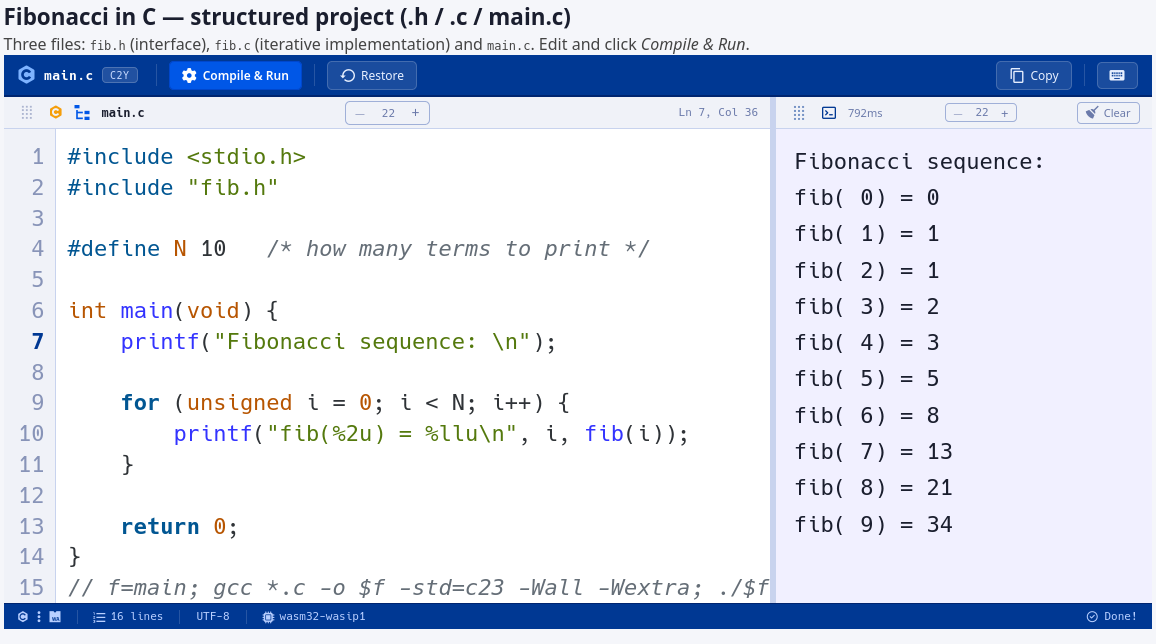 Fibonacci in C — structured project (.h / .c / main.c)
Three files: fib.h (interface), fib.c (iterative implementation) and main.c. Edit and click Compile & Run.
main.c C2Y Compile & Run Restore Copy
main.c — 22 + Ln 7, Col 36 792ms — 22 + Clear
1 #include <stdio.h>
2 #include "fib.h"
3
4 #define N 10   /* how many terms to print */
5
6 int main(void) {
7     printf("Fibonacci sequence: \n");
8
9     for (unsigned i = 0; i < N; i++) {
10         printf("fib(%2u) = %llu\n", i, fib(i));
11     }
12
13     return 0;
14 }
15 // f=main; gcc *.c -o $f -std=c23 -Wall -Wextra; ./$f
Fibonacci sequence:
fib( 0) = 0
fib( 1) = 1
fib( 2) = 1
fib( 3) = 2
fib( 4) = 3
fib( 5) = 5
fib( 6) = 8
fib( 7) = 13
fib( 8) = 21
fib( 9) = 34
16 lines UTF-8 wasm32-wasip1 Done!